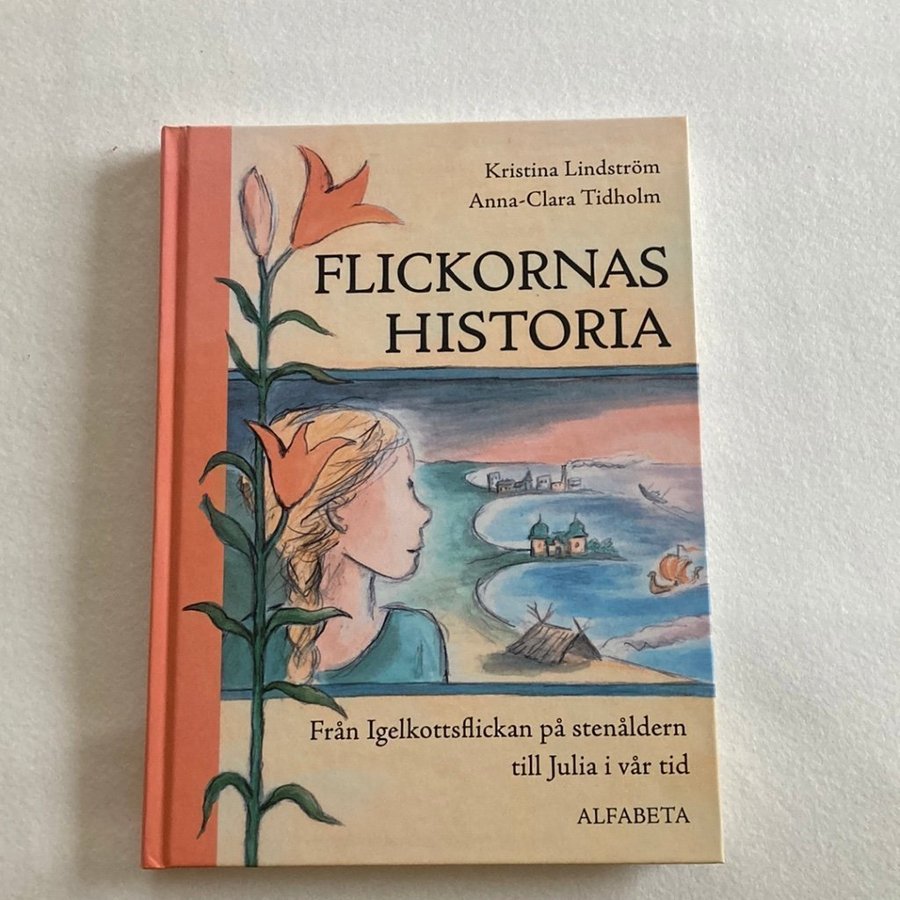 Kristina Lindström
Anna-Clara Tidholm
FLICKORNAS
HISTORIA
Från Igelkottsflickan på stenåldern
till Julia i vår tid
ALFABETA